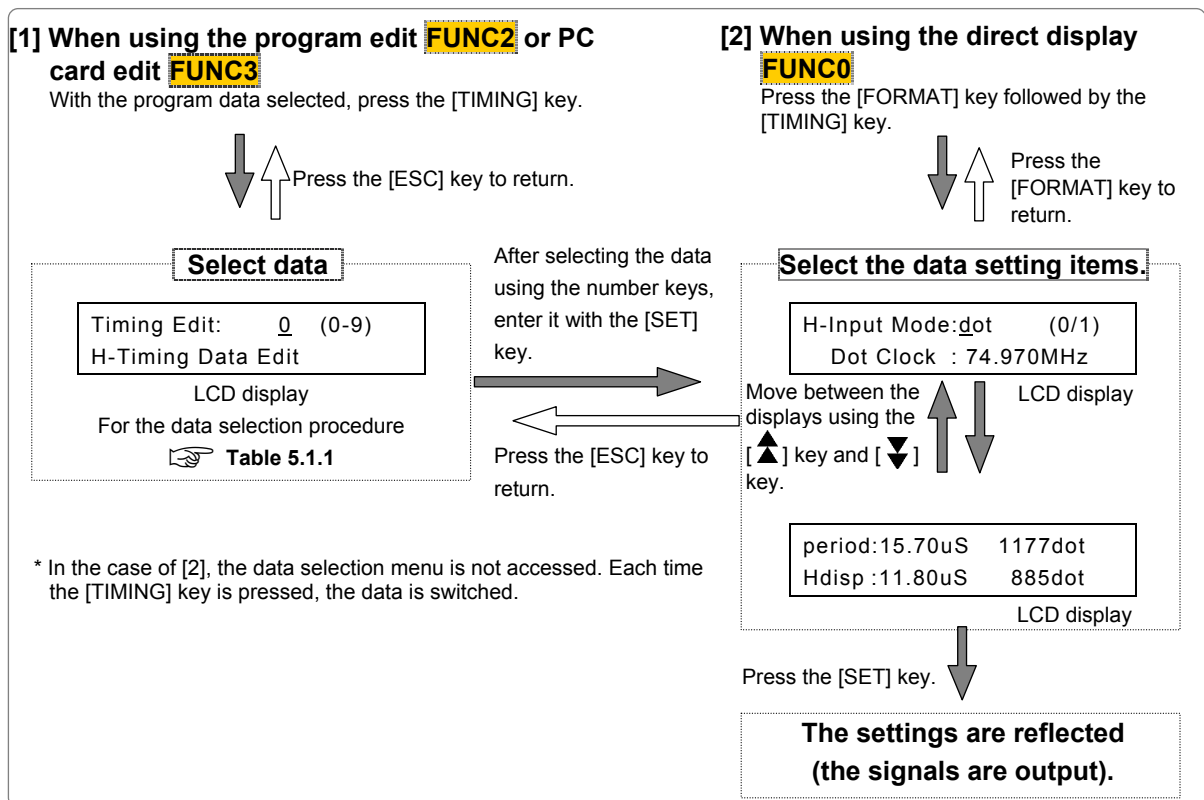 [1] When using the program edit FUNC2 or PC
card edit FUNC3
With the program data selected, press the [TIMING] key.
Press the [ESC] key to return.
Select data
Timing Edit: 0 (0-9)
H-Timing Data Edit
LCD display
For the data selection procedure
Table 5.1.1
After selecting the data
using the number keys,
enter it with the [SET]
key.
Press the [ESC] key to
return.
[2] When using the direct display
FUNC0
Press the [FORMAT] key followed by the
[TIMING] key.
Press the
[FORMAT] key to
return.
Select the data setting items.
H-Input Mode:dot (0/1)
Dot Clock : 74.970MHz
LCD display
Move between the
displays using the
[ ] key and [ ]
key.
period:15.70uS 1177dot
Hdisp :11.80uS 885dot
LCD display
* In the case of [2], the data selection menu is not accessed. Each time
the [TIMING] key is pressed, the data is switched.
Press the [SET] key.
The settings are reflected
(the signals are output).